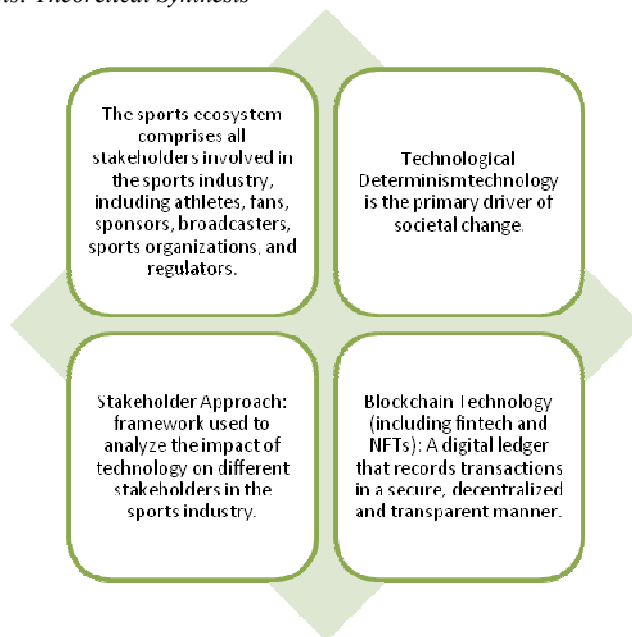 Theoretical Synthesis
The sports ecosystem
comprises all
stakeholders involved in
the sports industry,
including athletes, fans,
sponsors, broadcasters,
sports organizations, and
regulators.
Technological
Determismtechnology
is the primary driver of
societal change.
Stakeholder Approach:
framework used to
analyze the impact of
technology on different
stakeholders in the
sports industry.
Blockchain Technology
(including fintech and
NFTs): A digital ledger
that records transactions
in a secure, decentralized
and transparent manner.